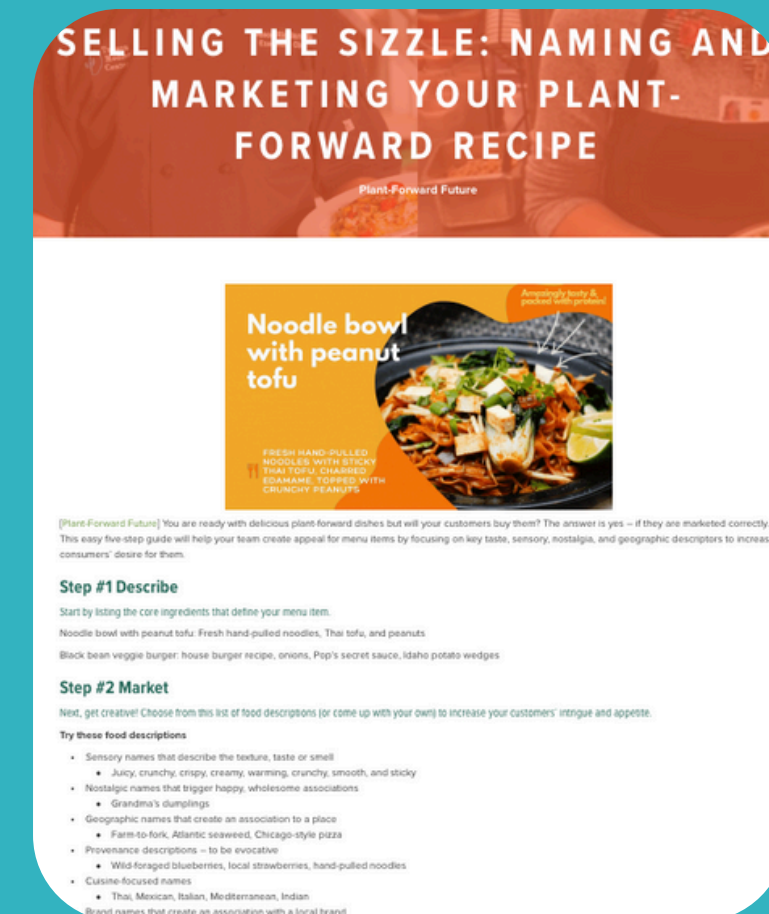 SELLING THE SIZZLE: NAMING AND
MARKETING YOUR PLANT-
FORWARD RECIPE
Plant-Forward Future
Amazingly tasty &
packed with protein!
Noodle bowl
with peanut
tofu
FRESH HAND-PULLED
NOODLES WITH STICKY
THAI TOFU, CHARRED
EDAMAME, TOPPED WITH
CRUNCHY PEANUTS
[Plant-Forward Future] You are ready with delicious plant-forward dishes but will your customers buy them? The answer is yes – if they are marketed correctly.
This easy five-step guide will help your team create appeal for menu items by focusing on key taste, sensory, nostalgia, and geographic descriptors to increas
consumers' desire for them.
Step #1 Describe
Start by listing the core ingredients that define your menu item.
Noodle bowl with peanut tofu: Fresh hand-pulled noodles, Thai tofu, and peanuts
Black bean veggie burger: house burger recipe, onions, Pop's secret sauce, Idaho potato wedges
Step #2 Market
Next, get creative! Choose from this list of food descriptions (or come up with your own) to increase your customers' intrigue and appetite.
Try these food descriptions
• Sensory names that describe the texture, taste or smell
• Juicy, crunchy, crispy, creamy, warming, crunchy, smooth, and sticky
• Nostalgic names that trigger happy, wholesome associations
• Grandma's dumplings
• Geographic names that create an association to a place
• Farm-to-fork, Atlantic seaweed, Chicago-style pizza
• Provenance descriptions – to be evocative
• Wild-foraged blueberries, local strawberries, hand-pulled noodles
• Cuisine-focused names
• Thai, Mexican, Italian, Mediterranean, Indian
• Brand names that create an association with a local brand